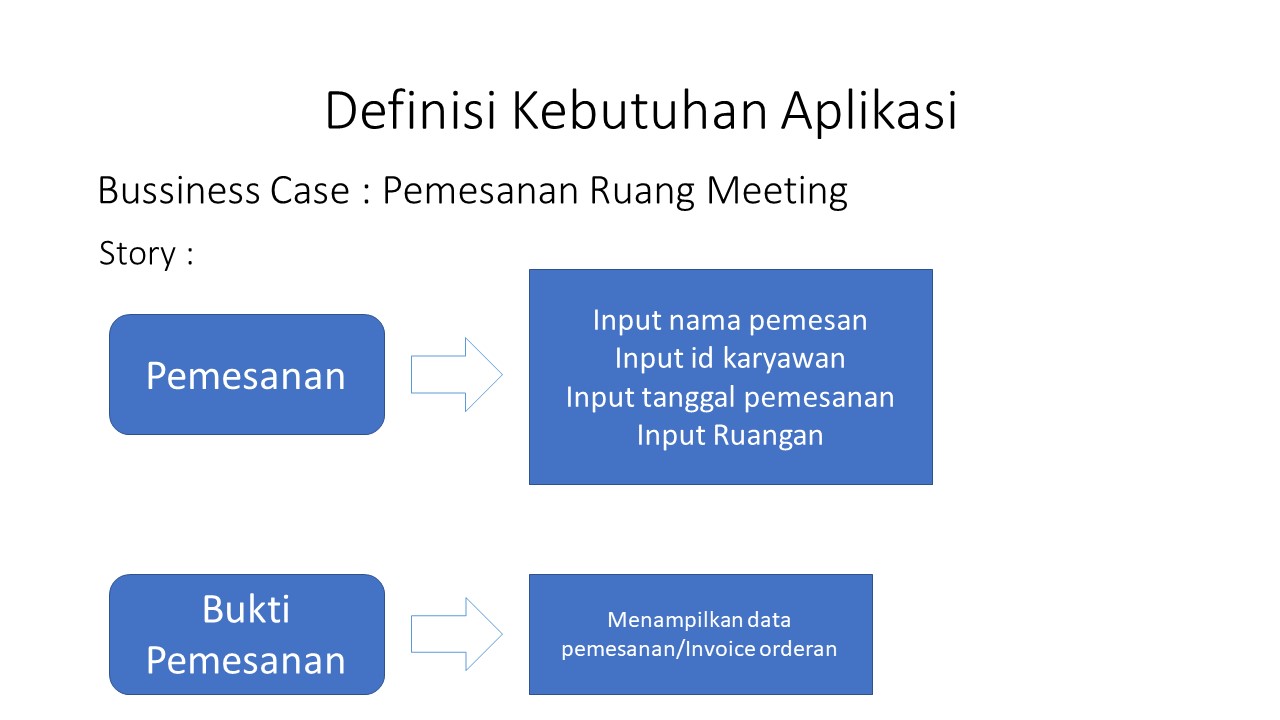 Definisi Kebutuhan Aplikasi
Bussiness Case : Pemesanan Ruang Meeting
Story :
Pemesanan
Input nama pemesan
Input id karyawan
Input tanggal pemesanan
Input Ruangan
Bukti
Pemesanan
Menampilkan data
pemesanan/Invoice orderan